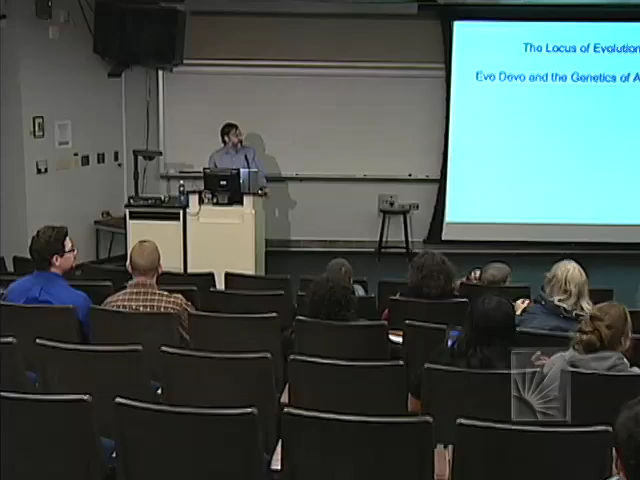 The Locus of Evolution
Evo Devo and the Genetics of A